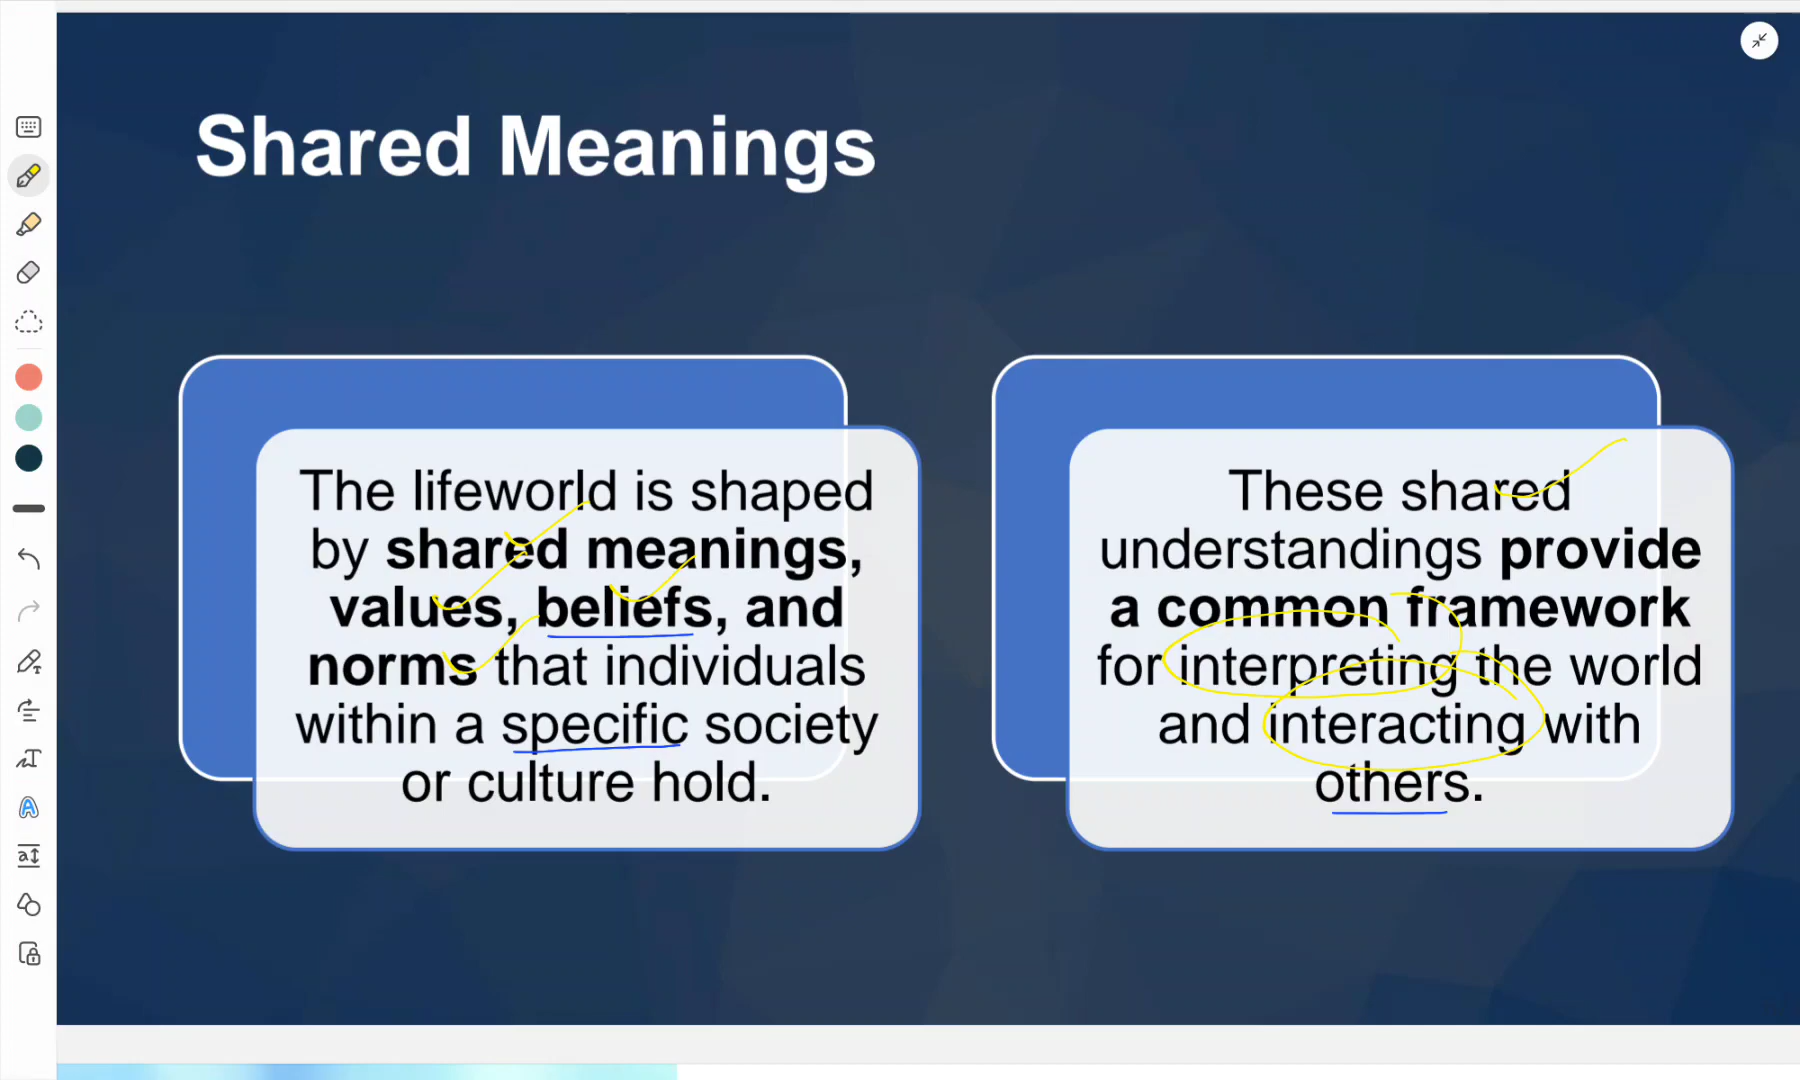 Shared Meanings
The lifeworld is shaped
by shared meanings,
values, beliefs, and
norms that individuals
within a specific society
or culture hold.
These shared
understandings provide
a common framework
for interpreting the world
and interacting with
others.